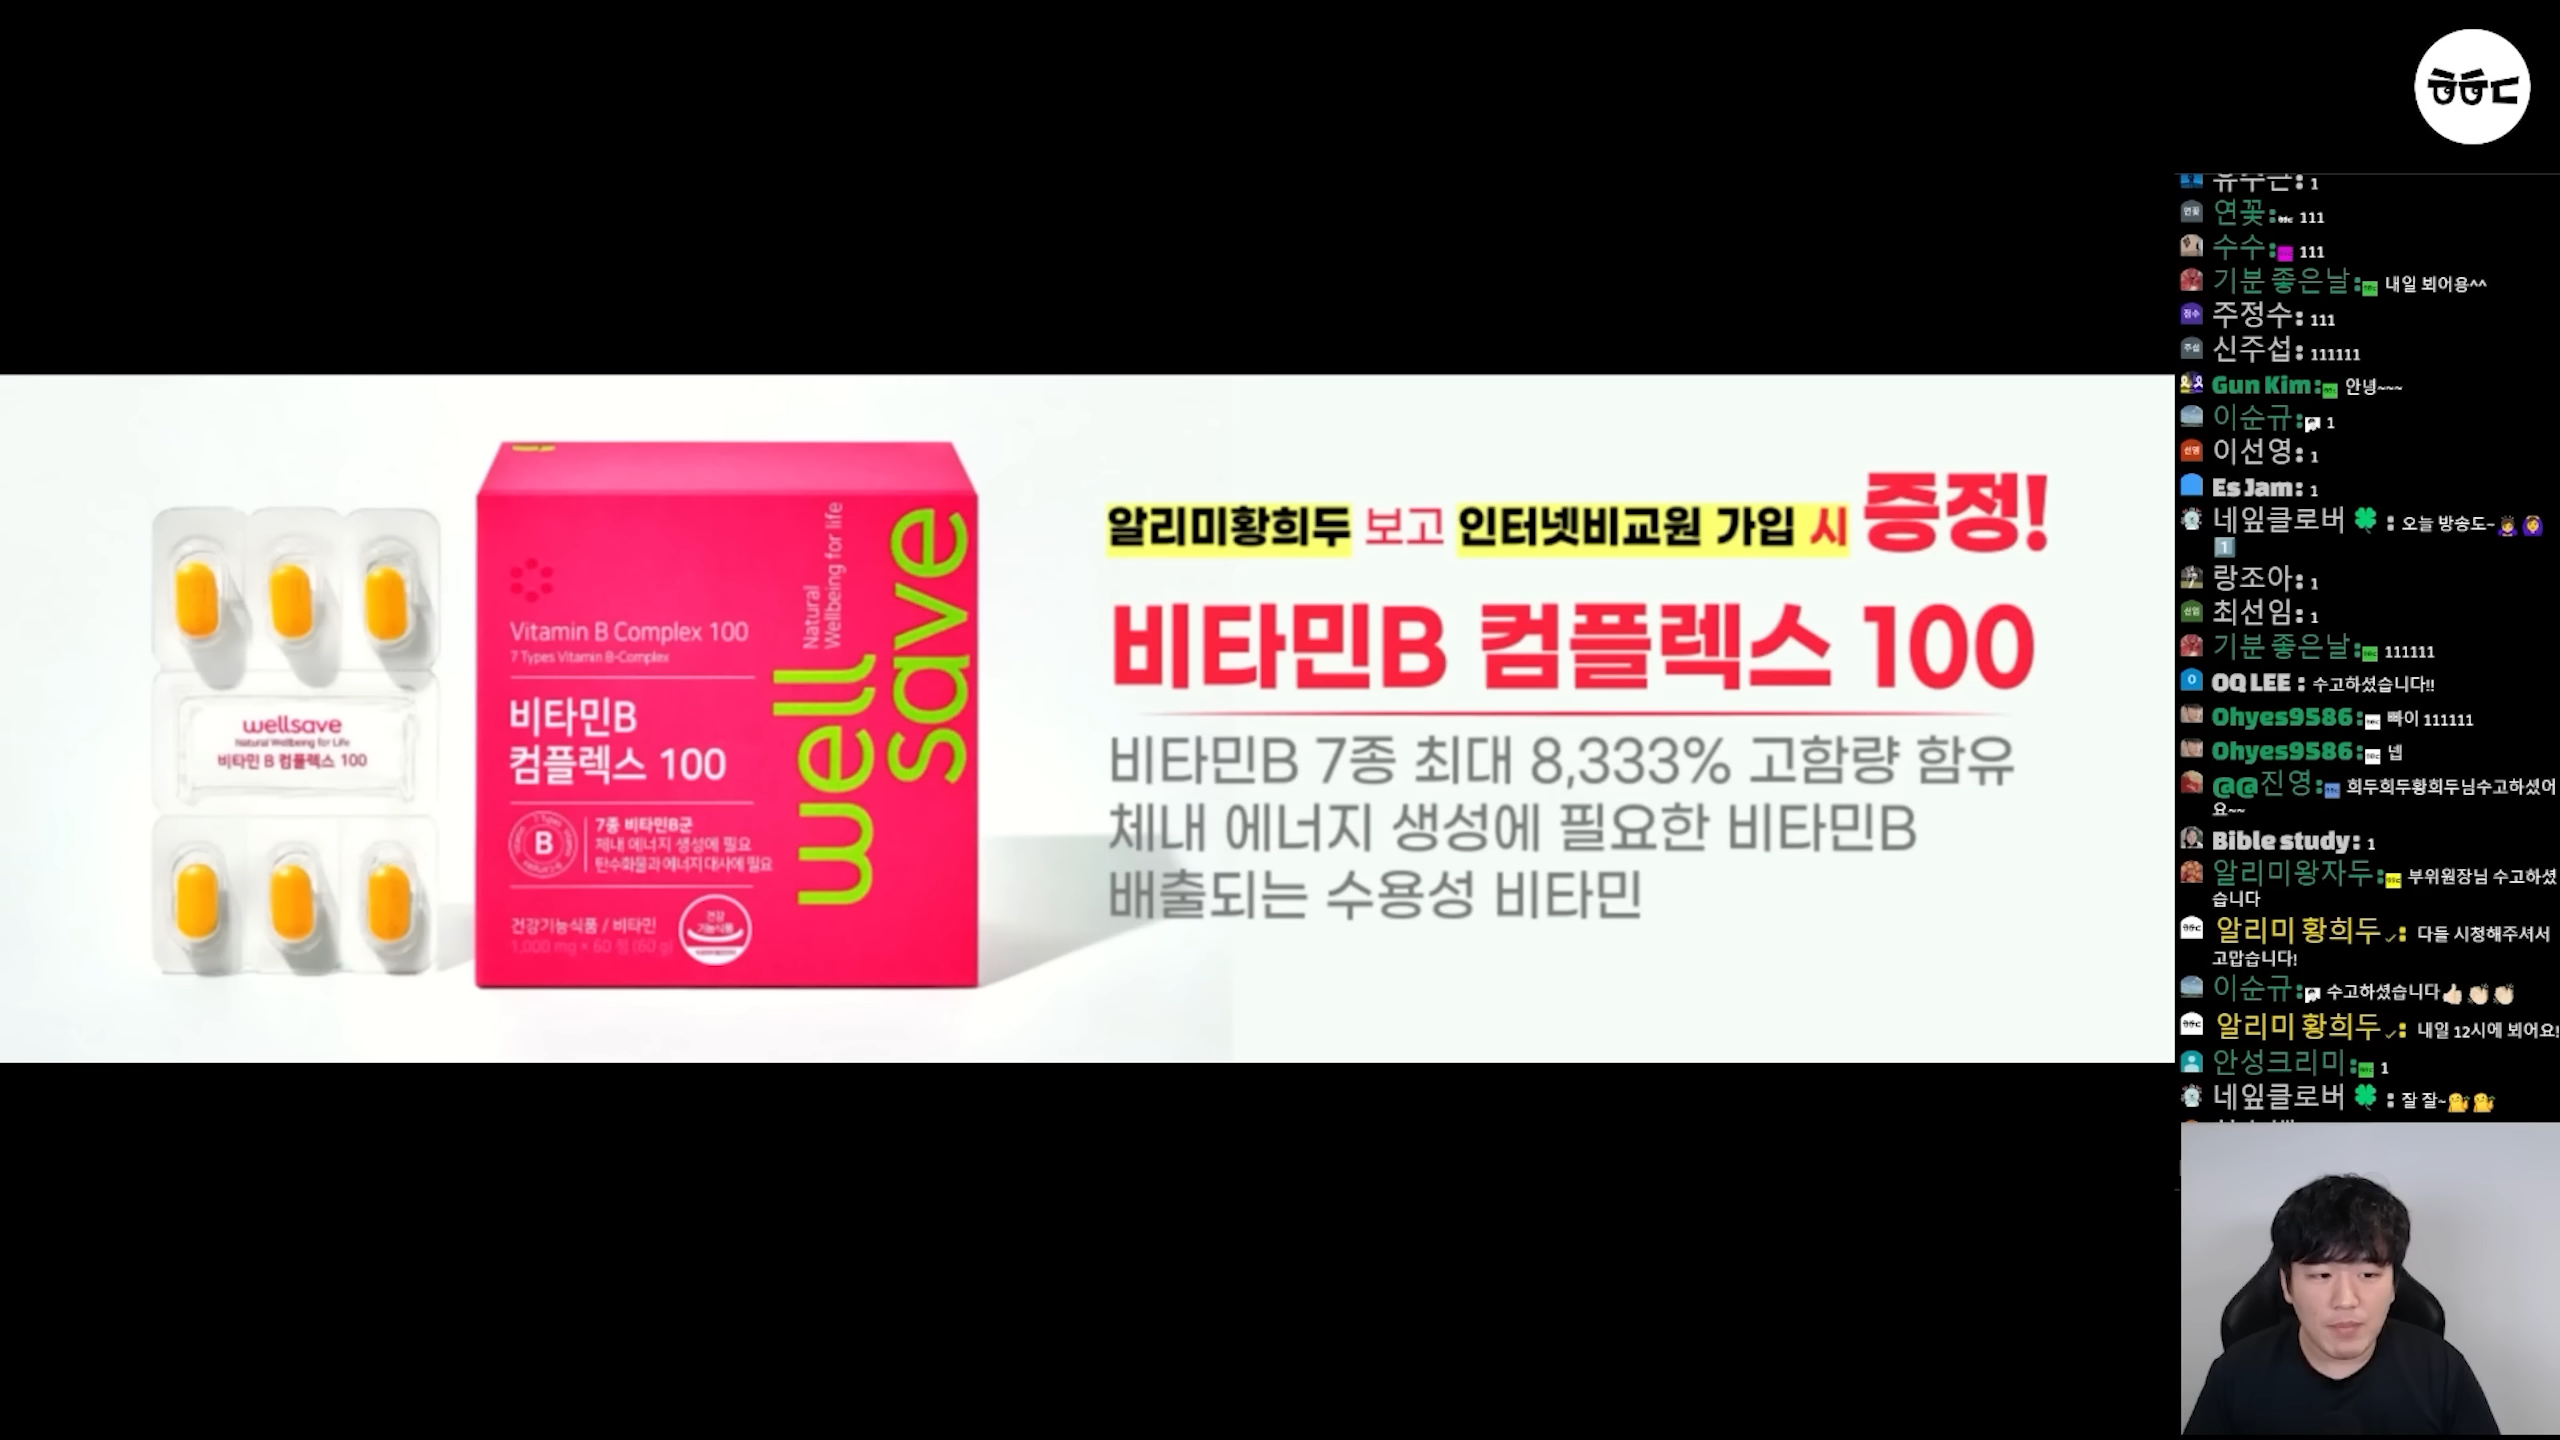 ㅎㅎㄷ
유수근: 1
연꽃: 111
수수: 111
기분 좋은날: 내일 뵈어용^^
주정수: 111
신주섭: 111111
Gun Kim: 안녕~~~
이순규: 1
이선영: 1
Es Jam: 1
네잎클로버 🍀 : 오늘 방송도~🙇‍♀️🙆‍♀️
1️⃣
랑조아: 1
최선임: 1
기분 좋은날: 111111
OQ LEE : 수고하셨습니다!!
Ohyes9586: 빠이 111111
Ohyes9586: 넵
@@진영: 희두희두황희두님수고하셨어
요~~
Bible study: 1
알리미왕자두: 부위원장님 수고하셨
습니다
알리미 황희두✓: 다들 시청해주셔서
고맙습니다!
이순규: 수고하셨습니다👍🏻👏🏻👏🏻
알리미 황희두✓: 내일 12시에 뵈어요!
안성크리미: 1
네잎클로버 🍀 : 잘 잘~
wellsave
Natural Wellbeing for Life
비타민 B 컴플렉스 100
Vitamin B Complex 100
7 Types Vitamin B-Complex
비타민B
컴플렉스 100
B
7종 비타민B군
체내 에너지 생성에 필요
탄수화물과 에너지 대사에 필요
건강기능식품 / 비타민
1,000 mg × 60 정 (60 g)
건강
기능식품
Natural
Wellbeing for life
well
save
알리미황희두 보고 인터넷비교원 가입 시 증정!
비타민B 컴플렉스 100
비타민B 7종 최대 8,333% 고함량 함유
체내 에너지 생성에 필요한 비타민B
배출되는 수용성 비타민